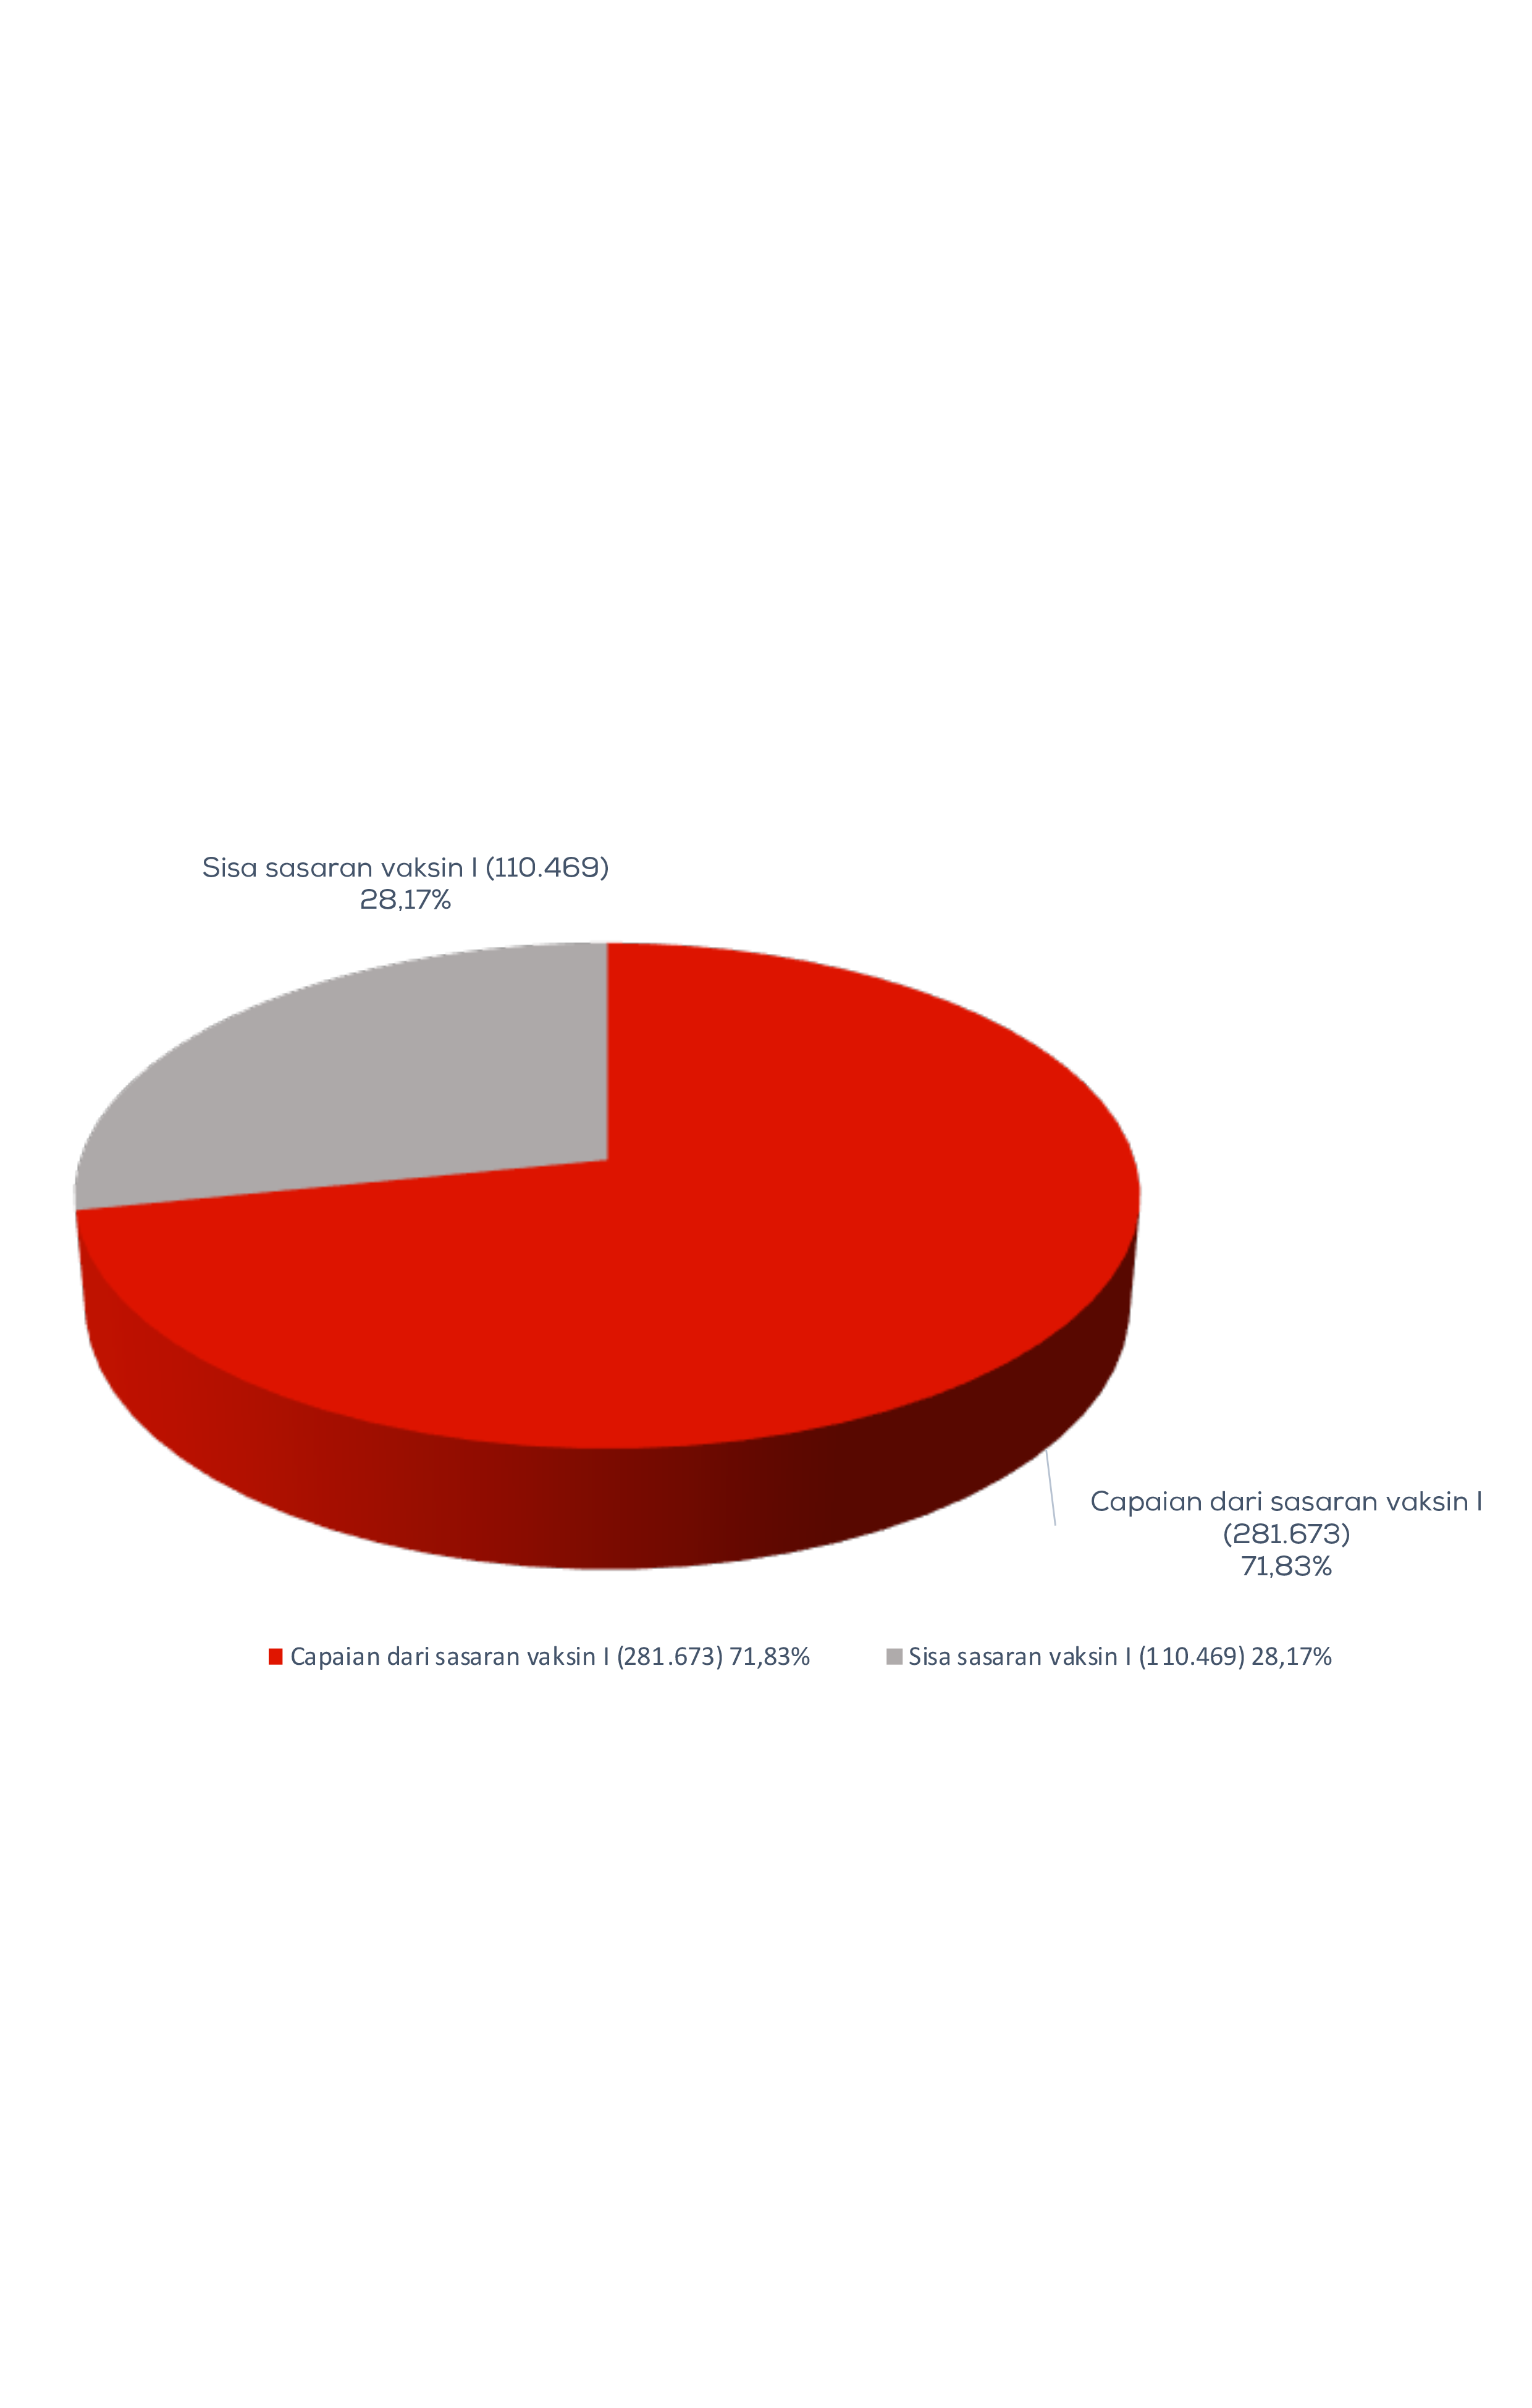 Sisa sasaran vaksin I (110.469)
28,17%
Capaian dari sasaran vaksin I
(281.673)
71,83%
Capaian dari sasaran vaksin I (281.673) 71,83%
Sisa sasaran vaksin I (110.469) 28,17%